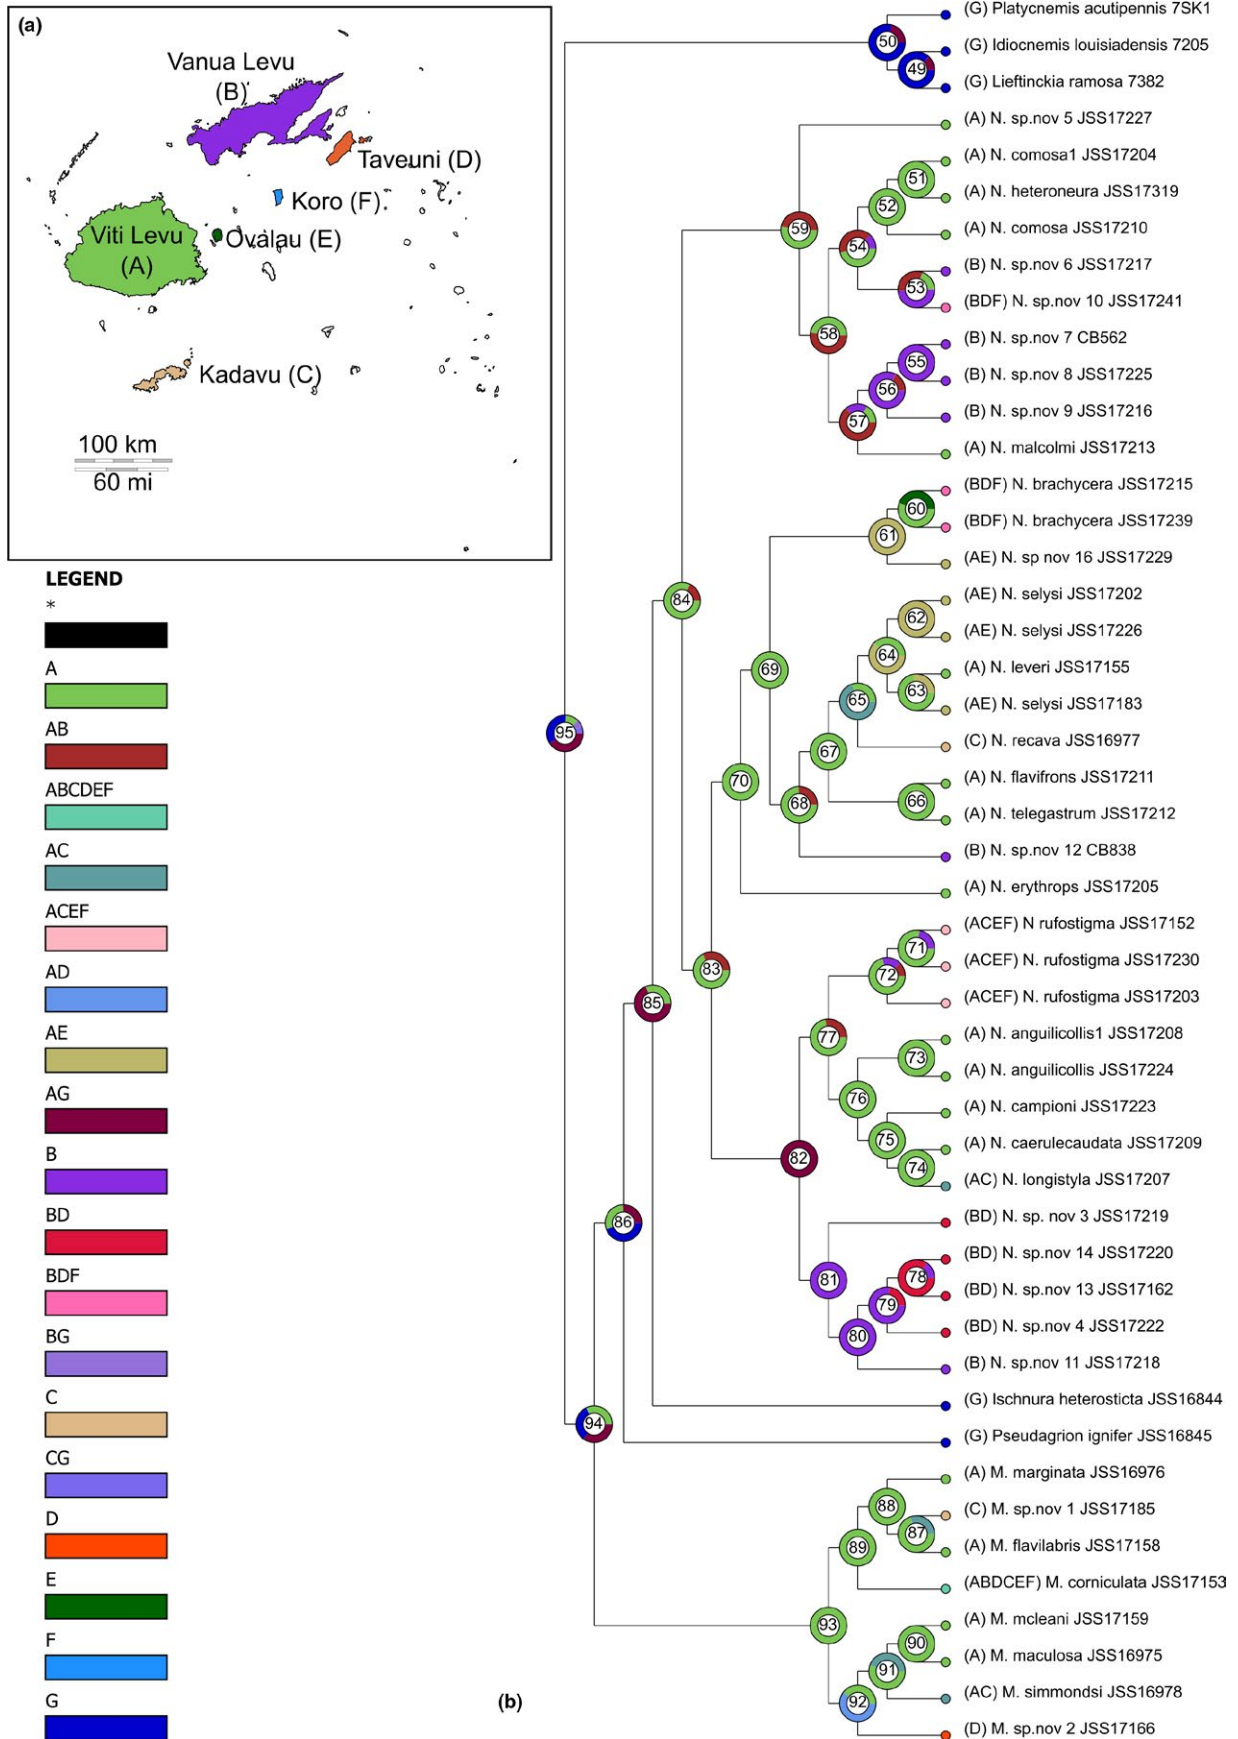 (a)
Vanua Levu
(B)
Taveuni (D)
Koro (F)
Ovalau (E)
Viti Levu
(A)
Kadavu (C)
100 km
60 mi
LEGEND
*
A
AB
ABCDEF
AC
ACEF
AD
AE
AG
B
BD
BDF
BG
C
CG
D
E
F
G
(b)
(G) Platycnemis acutipennis 7SK1
50
(G) Idiocnemis louisiadensis 7205
49
(G) Lieftinckia ramosa 7382
(A) N. sp.nov 5 JSS17227
(A) N. comosa1 JSS17204
51
(A) N. heteroneura JSS17319
52
(A) N. comosa JSS17210
59
54
(B) N. sp.nov 6 JSS17217
53
(BDF) N. sp.nov 10 JSS17241
58
(B) N. sp.nov 7 CB562
55
(B) N. sp.nov 8 JSS17225
56
(B) N. sp.nov 9 JSS17216
57
(A) N. malcolmi JSS17213
(BDF) N. brachycera JSS17215
60
(BDF) N. brachycera JSS17239
61
(AE) N. sp nov 16 JSS17229
84
(AE) N. selysi JSS17202
62
(AE) N. selysi JSS17226
64
(A) N. leveri JSS17155
69
63
(AE) N. selysi JSS17183
65
95
(C) N. recava JSS16977
67
70
(A) N. flavifrons JSS17211
66
68
(A) N. telegastrum JSS17212
(B) N. sp.nov 12 CB838
(A) N. erythrops JSS17205
(ACEF) N rufostigma JSS17152
71
83
(ACEF) N. rufostigma JSS17230
72
85
(ACEF) N. rufostigma JSS17203
77
(A) N. anguilicollis1 JSS17208
73
(A) N. anguilicollis JSS17224
76
(A) N. campioni JSS17223
75
(A) N. caerulecaudata JSS17209
82
74
(AC) N. longistyla JSS17207
86
(BD) N. sp. nov 3 JSS17219
(BD) N. sp.nov 14 JSS17220
81
78
(BD) N. sp.nov 13 JSS17162
79
(BD) N. sp.nov 4 JSS17222
80
(B) N. sp.nov 11 JSS17218
(G) Ischnura heterosticta JSS16844
94
(G) Pseudagrion ignifer JSS16845
(A) M. marginata JSS16976
88
(C) M. sp.nov 1 JSS17185
87
(A) M. flavilabris JSS17158
89
(ABDCEF) M. corniculata JSS17153
(A) M. mcleani JSS17159
93
90
(A) M. maculosa JSS16975
91
(AC) M. simmondsi JSS16978
92
(D) M. sp.nov 2 JSS17166